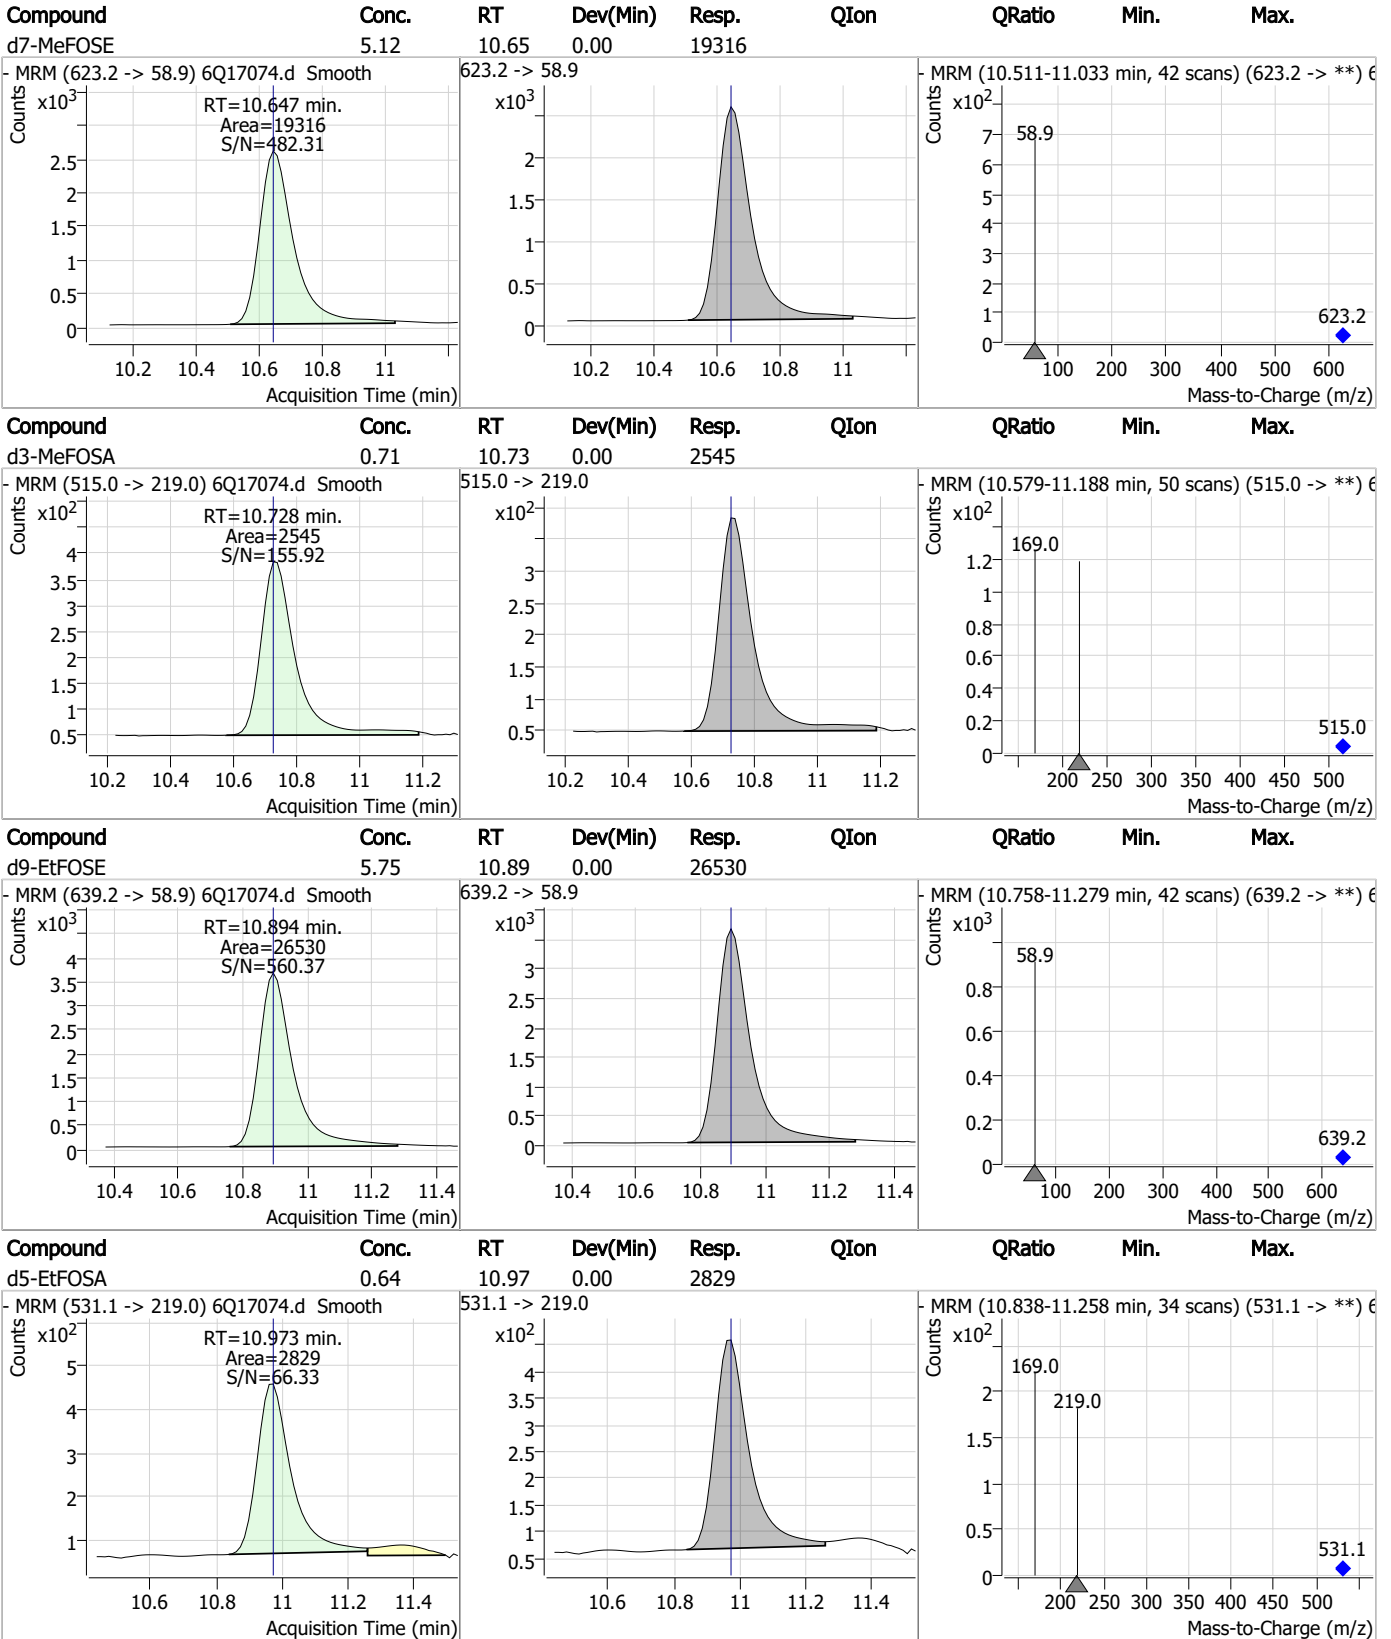 Compound Conc. RT Dev(Min) Resp. QIon QRatio Min. Max.
d7-MeFOSE 5.12 10.65 0.00 19316
- MRM (623.2 -> 58.9) 6Q17074.d Smooth
Counts
x10³
RT=10.647 min.
Area=19316
S/N=482.31
2.5
2
1.5
1
0.5
0
10.2 10.4 10.6 10.8 11
Acquisition Time (min)
623.2 -> 58.9
x10³
2
1.5
1
0.5
0
10.2 10.4 10.6 10.8 11
- MRM (10.511-11.033 min, 42 scans) (623.2 -> **) 6
Counts
x10²
7
6
5
4
3
2
1
0
58.9
623.2
100 200 300 400 500 600
Mass-to-Charge (m/z)
Compound Conc. RT Dev(Min) Resp. QIon QRatio Min. Max.
d3-MeFOSA 0.71 10.73 0.00 2545
- MRM (515.0 -> 219.0) 6Q17074.d Smooth
Counts
x10²
RT=10.728 min.
Area=2545
S/N=155.92
4
3.5
3
2.5
2
1.5
1
0.5
10.2 10.4 10.6 10.8 11 11.2
Acquisition Time (min)
515.0 -> 219.0
x10²
3
2.5
2
1.5
1
0.5
10.2 10.4 10.6 10.8 11 11.2
- MRM (10.579-11.188 min, 50 scans) (515.0 -> **) 6
Counts
x10²
1.2
1
0.8
0.6
0.4
0.2
0
169.0
515.0
200 250 300 350 400 450 500
Mass-to-Charge (m/z)
Compound Conc. RT Dev(Min) Resp. QIon QRatio Min. Max.
d9-EtFOSE 5.75 10.89 0.00 26530
- MRM (639.2 -> 58.9) 6Q17074.d Smooth
Counts
x10³
RT=10.894 min.
Area=26530
S/N=560.37
4
3.5
3
2.5
2
1.5
1
0.5
0
10.4 10.6 10.8 11 11.2 11.4
Acquisition Time (min)
639.2 -> 58.9
x10³
3
2.5
2
1.5
1
0.5
0
10.4 10.6 10.8 11 11.2 11.4
- MRM (10.758-11.279 min, 42 scans) (639.2 -> **) 6
Counts
x10³
0.8
0.6
0.4
0.2
0
58.9
639.2
100 200 300 400 500 600
Mass-to-Charge (m/z)
Compound Conc. RT Dev(Min) Resp. QIon QRatio Min. Max.
d5-EtFOSA 0.64 10.97 0.00 2829
- MRM (531.1 -> 219.0) 6Q17074.d Smooth
Counts
x10²
RT=10.973 min.
Area=2829
S/N=66.33
5
4
3
2
1
10.6 10.8 11 11.2 11.4
Acquisition Time (min)
531.1 -> 219.0
x10²
4
3.5
3
2.5
2
1.5
1
0.5
10.6 10.8 11 11.2 11.4
- MRM (10.838-11.258 min, 34 scans) (531.1 -> **) 6
Counts
x10²
2
1.5
1
0.5
0
169.0
219.0
531.1
200 250 300 350 400 450 500
Mass-to-Charge (m/z)